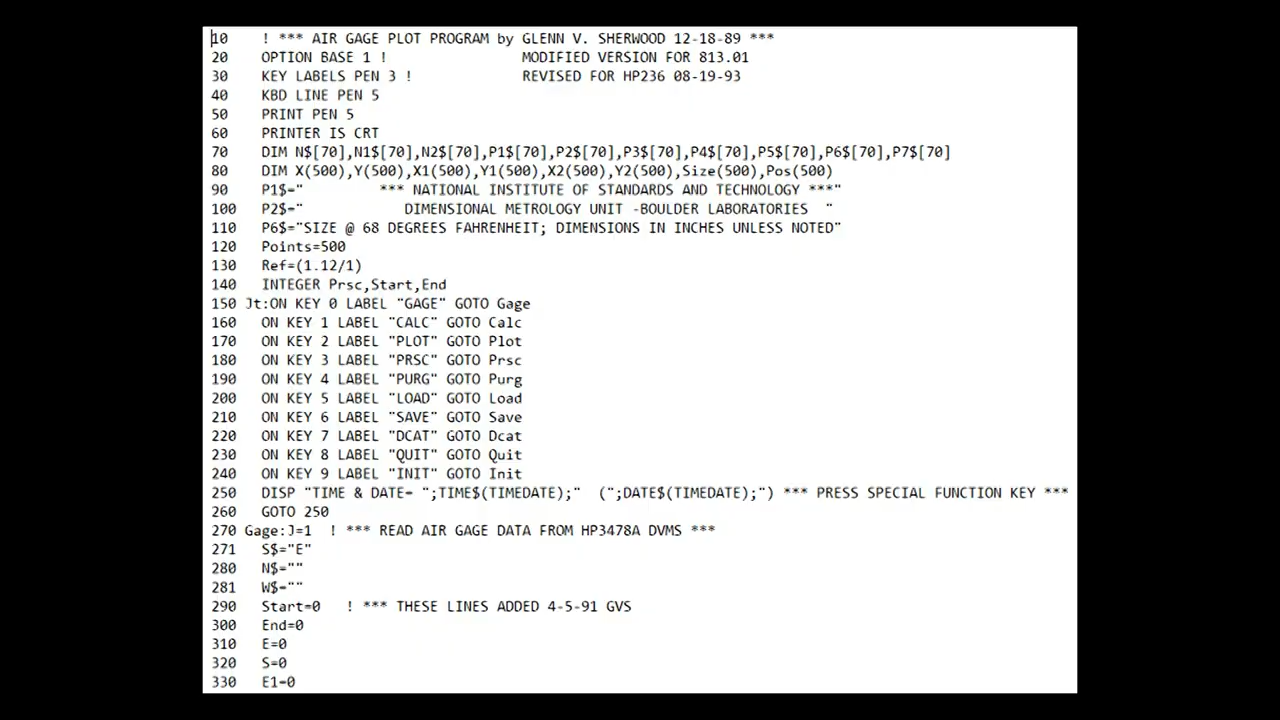 10   ! *** AIR GAGE PLOT PROGRAM by GLENN V. SHERWOOD 12-18-89 ***
20   OPTION BASE 1 !                MODIFIED VERSION FOR 813.01
30   KEY LABELS PEN 3 !             REVISED FOR HP236 08-19-93
40   KBD LINE PEN 5
50   PRINT PEN 5
60   PRINTER IS CRT
70   DIM N$[70],N1$[70],N2$[70],P1$[70],P2$[70],P3$[70],P4$[70],P5$[70],P6$[70],P7$[70]
80   DIM X(500),Y(500),X1(500),Y1(500),X2(500),Y2(500),Size(500),Pos(500)
90   P1$="         *** NATIONAL INSTITUTE OF STANDARDS AND TECHNOLOGY ***"
100   P2$="            DIMENSIONAL METROLOGY UNIT -BOULDER LABORATORIES  "
110   P6$="SIZE @ 68 DEGREES FAHRENHEIT; DIMENSIONS IN INCHES UNLESS NOTED"
120   Points=500
130   Ref=(1.12/1)
140   INTEGER Prsc,Start,End
150 Jt:ON KEY 0 LABEL "GAGE" GOTO Gage
160   ON KEY 1 LABEL "CALC" GOTO Calc
170   ON KEY 2 LABEL "PLOT" GOTO Plot
180   ON KEY 3 LABEL "PRSC" GOTO Prsc
190   ON KEY 4 LABEL "PURG" GOTO Purg
200   ON KEY 5 LABEL "LOAD" GOTO Load
210   ON KEY 6 LABEL "SAVE" GOTO Save
220   ON KEY 7 LABEL "DCAT" GOTO Dcat
230   ON KEY 8 LABEL "QUIT" GOTO Quit
240   ON KEY 9 LABEL "INIT" GOTO Init
250   DISP "TIME & DATE= ";TIME$(TIMEDATE);"  (";DATE$(TIMEDATE);") *** PRESS SPECIAL FUNCTION KEY ***
260   GOTO 250
270 Gage:J=1  ! *** READ AIR GAGE DATA FROM HP3478A DVMS ***
271   S$="E"
280   N$=""
281   W$=""
290   Start=0   ! *** THESE LINES ADDED 4-5-91 GVS
300   End=0
310   E=0
320   S=0
330   E1=0